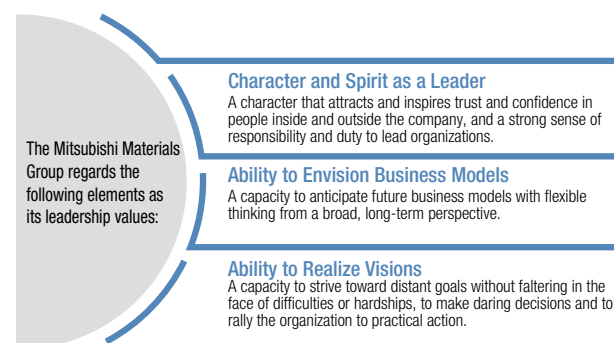 The Mitsubishi Materials
Group regards the
following elements as
its leadership values:
Character and Spirit as a Leader
A character that attracts and inspires trust and confidence in
people inside and outside the company, and a strong sense of
responsibility and duty to lead organizations.
Ability to Envision Business Models
A capacity to anticipate future business models with flexible
thinking from a broad, long-term perspective.
Ability to Realize Visions
A capacity to strive toward distant goals without faltering in the
face of difficulties or hardships, to make daring decisions and to
rally the organization to practical action.